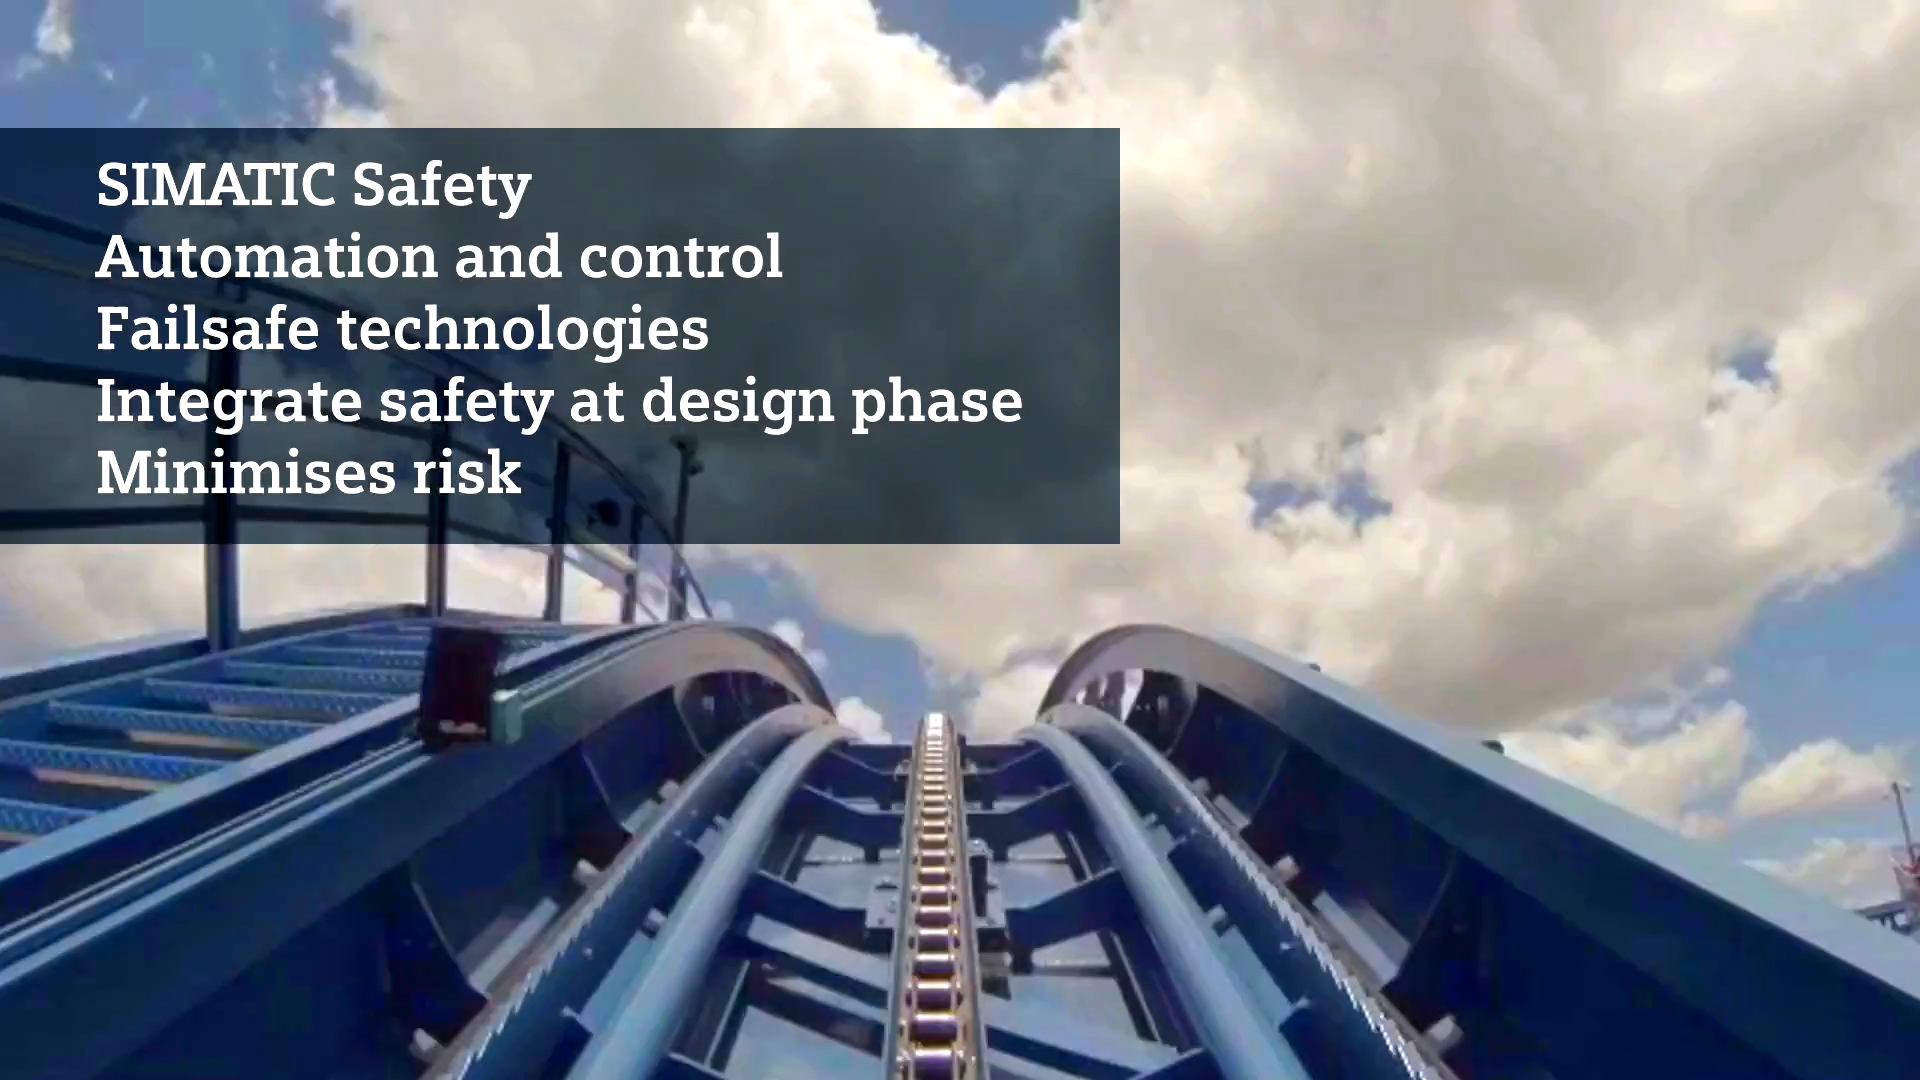 SIMATIC Safety
Automation and control
Failsafe technologies
Integrate safety at design phase
Minimises risk